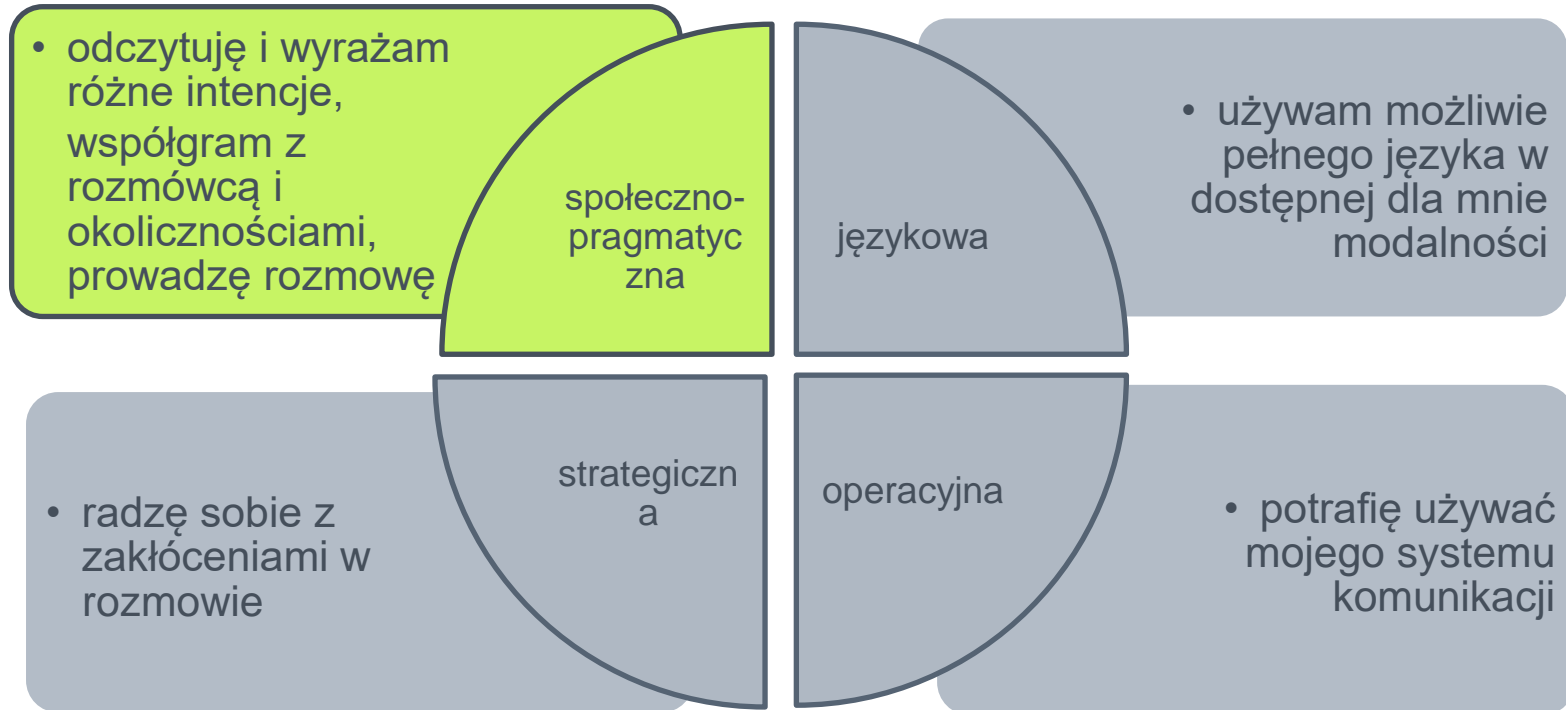 • odczytuję i wyrażam
różne intencje,
współgram z
rozmówcą i
okolicznościami,
prowadzę rozmowę
społeczno-
pragmatyc
zna
językowa
• używam możliwie
pełnego języka w
dostępnej dla mnie
modalności
• radzę sobie z
zakłóceniami w
rozmowie
strategiczn
a
operacyjna
• potrafię używać
mojego systemu
komunikacji